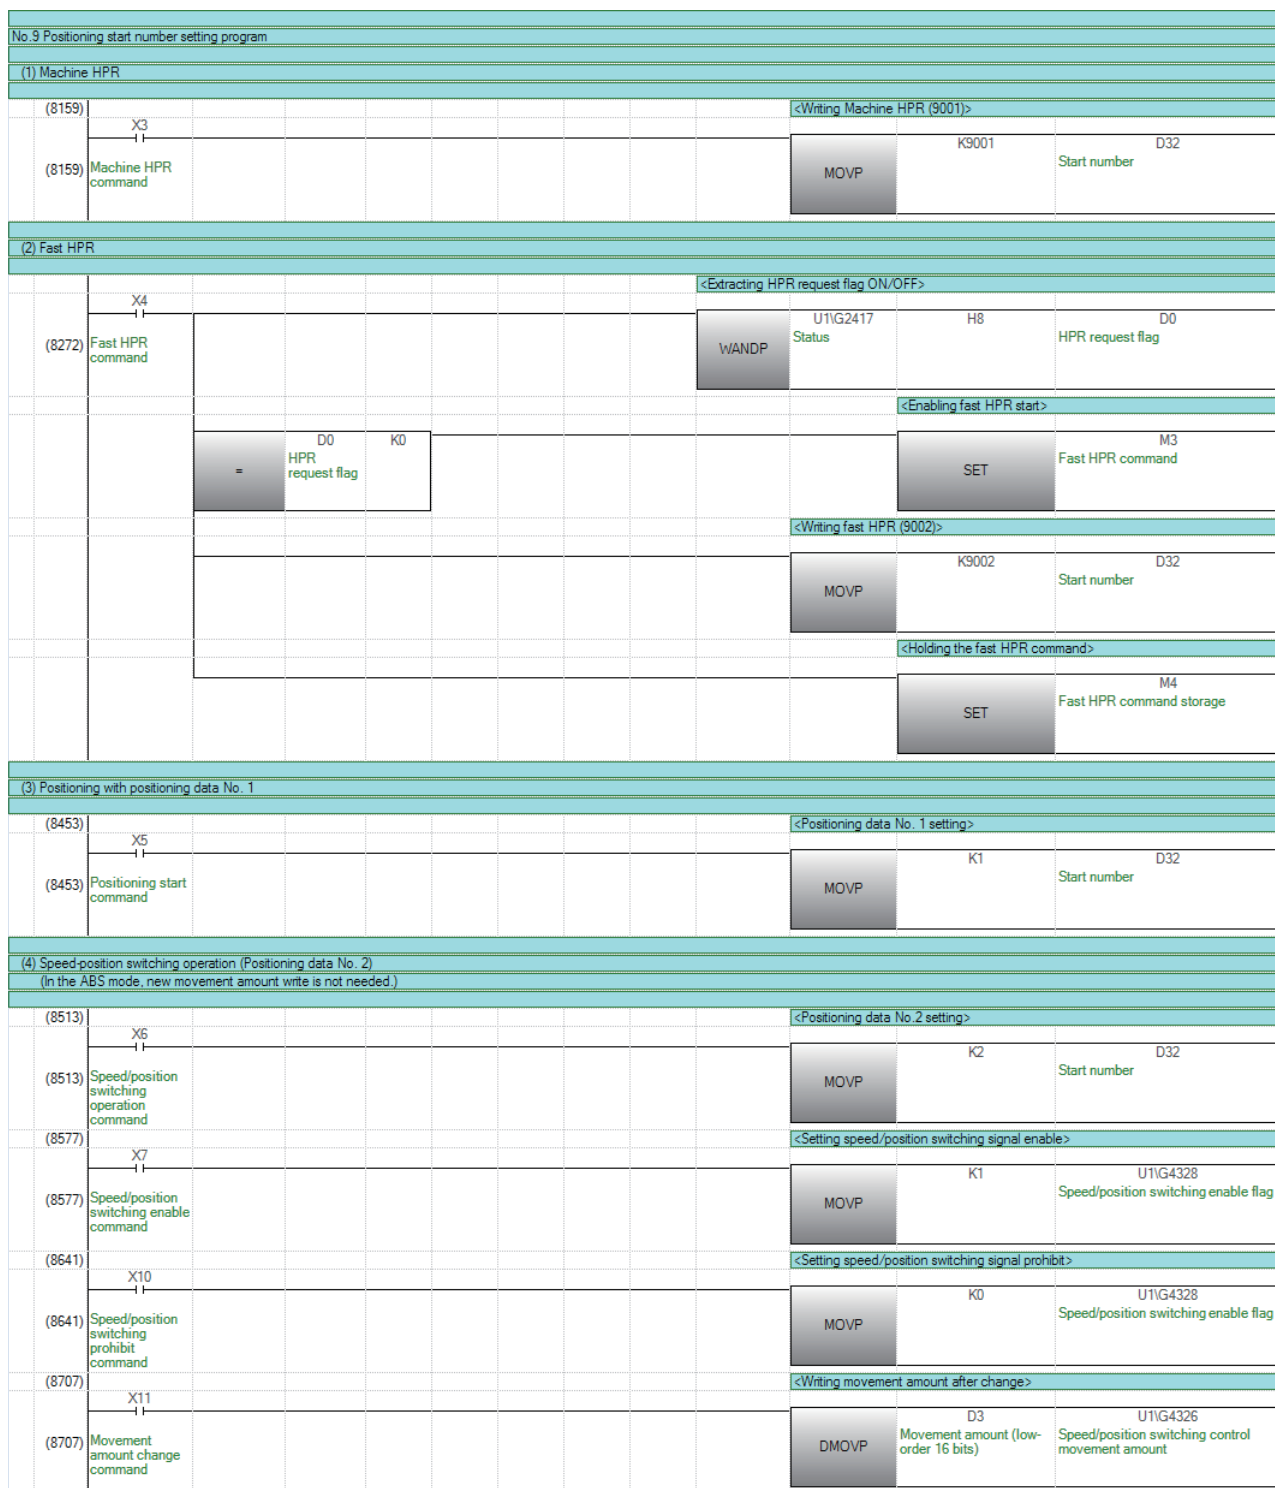 No.9 Positioning start number setting program
(1) Machine HPR
(8159)
<Writing Machine HPR (9001)>
X3
(8159)
Machine HPR
command
MOVP
K9001
D32
Start number
(2) Fast HPR
<Extracting HPR request flag ON/OFF>
X4
(8272)
Fast HPR
command
WANDP
U1\G2417
Status
H8
D0
HPR request flag
<Enabling fast HPR start>
=
D0
HPR
request flag
K0
SET
M3
Fast HPR command
<Writing fast HPR (9002)>
MOVP
K9002
D32
Start number
<Holding the fast HPR command>
SET
M4
Fast HPR command storage
(3) Positioning with positioning data No. 1
(8453)
<Positioning data No. 1 setting>
X5
(8453)
Positioning start
command
MOVP
K1
D32
Start number
(4) Speed-position switching operation (Positioning data No. 2)
(In the ABS mode, new movement amount write is not needed.)
(8513)
<Positioning data No.2 setting>
X6
(8513)
Speed/position
switching
operation
command
MOVP
K2
D32
Start number
(8577)
<Setting speed/position switching signal enable>
X7
(8577)
Speed/position
switching enable
command
MOVP
K1
U1\G4328
Speed/position switching enable flag
(8641)
<Setting speed/position switching signal prohibit>
X10
(8641)
Speed/position
switching
prohibit
command
MOVP
K0
U1\G4328
Speed/position switching enable flag
(8707)
<Writing movement amount after change>
X11
(8707)
Movement
amount change
command
DMOVP
D3
Movement amount (low-
order 16 bits)
U1\G4326
Speed/position switching control
movement amount